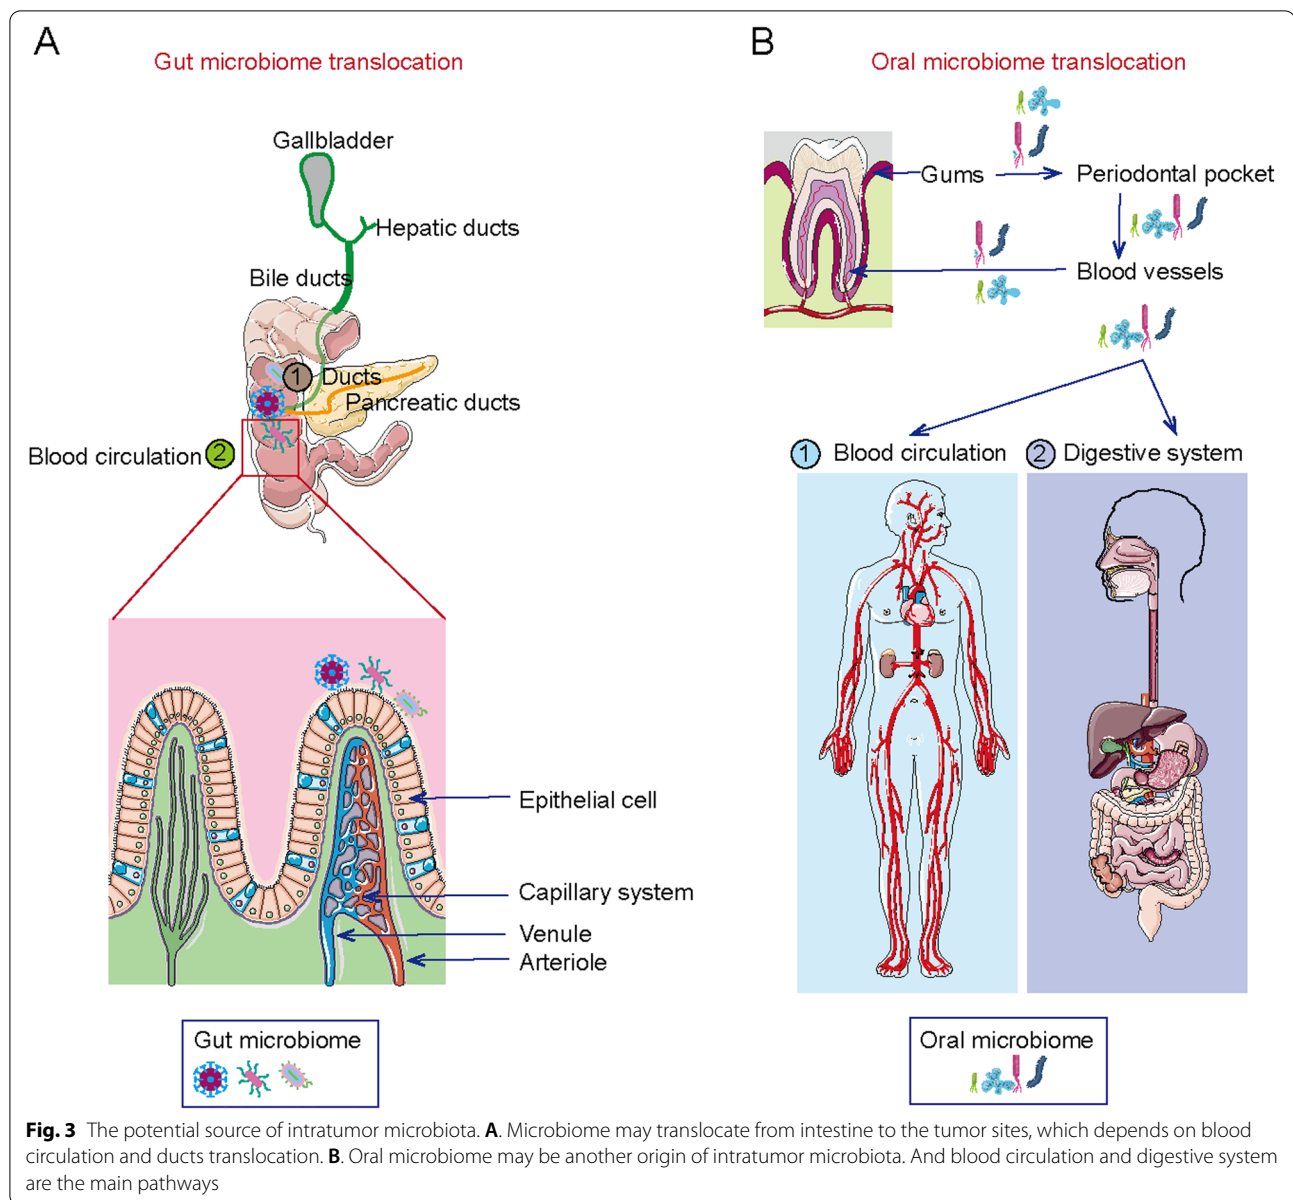 A
Gut microbiome translocation
Gallbladder
Hepatic ducts
Bile ducts
1 Ducts
Pancreatic ducts
Blood circulation 2
Epithelial cell
Capillary system
Venule
Arteriole
Gut microbiome
B
Oral microbiome translocation
Gums
Periodontal pocket
Blood vessels
1 Blood circulation
2 Digestive system
Oral microbiome
Fig. 3 The potential source of intratumor microbiota. A. Microbiome may translocate from intestine to the tumor sites, which depends on blood
circulation and ducts translocation. B. Oral microbiome may be another origin of intratumor microbiota. And blood circulation and digestive system
are the main pathways